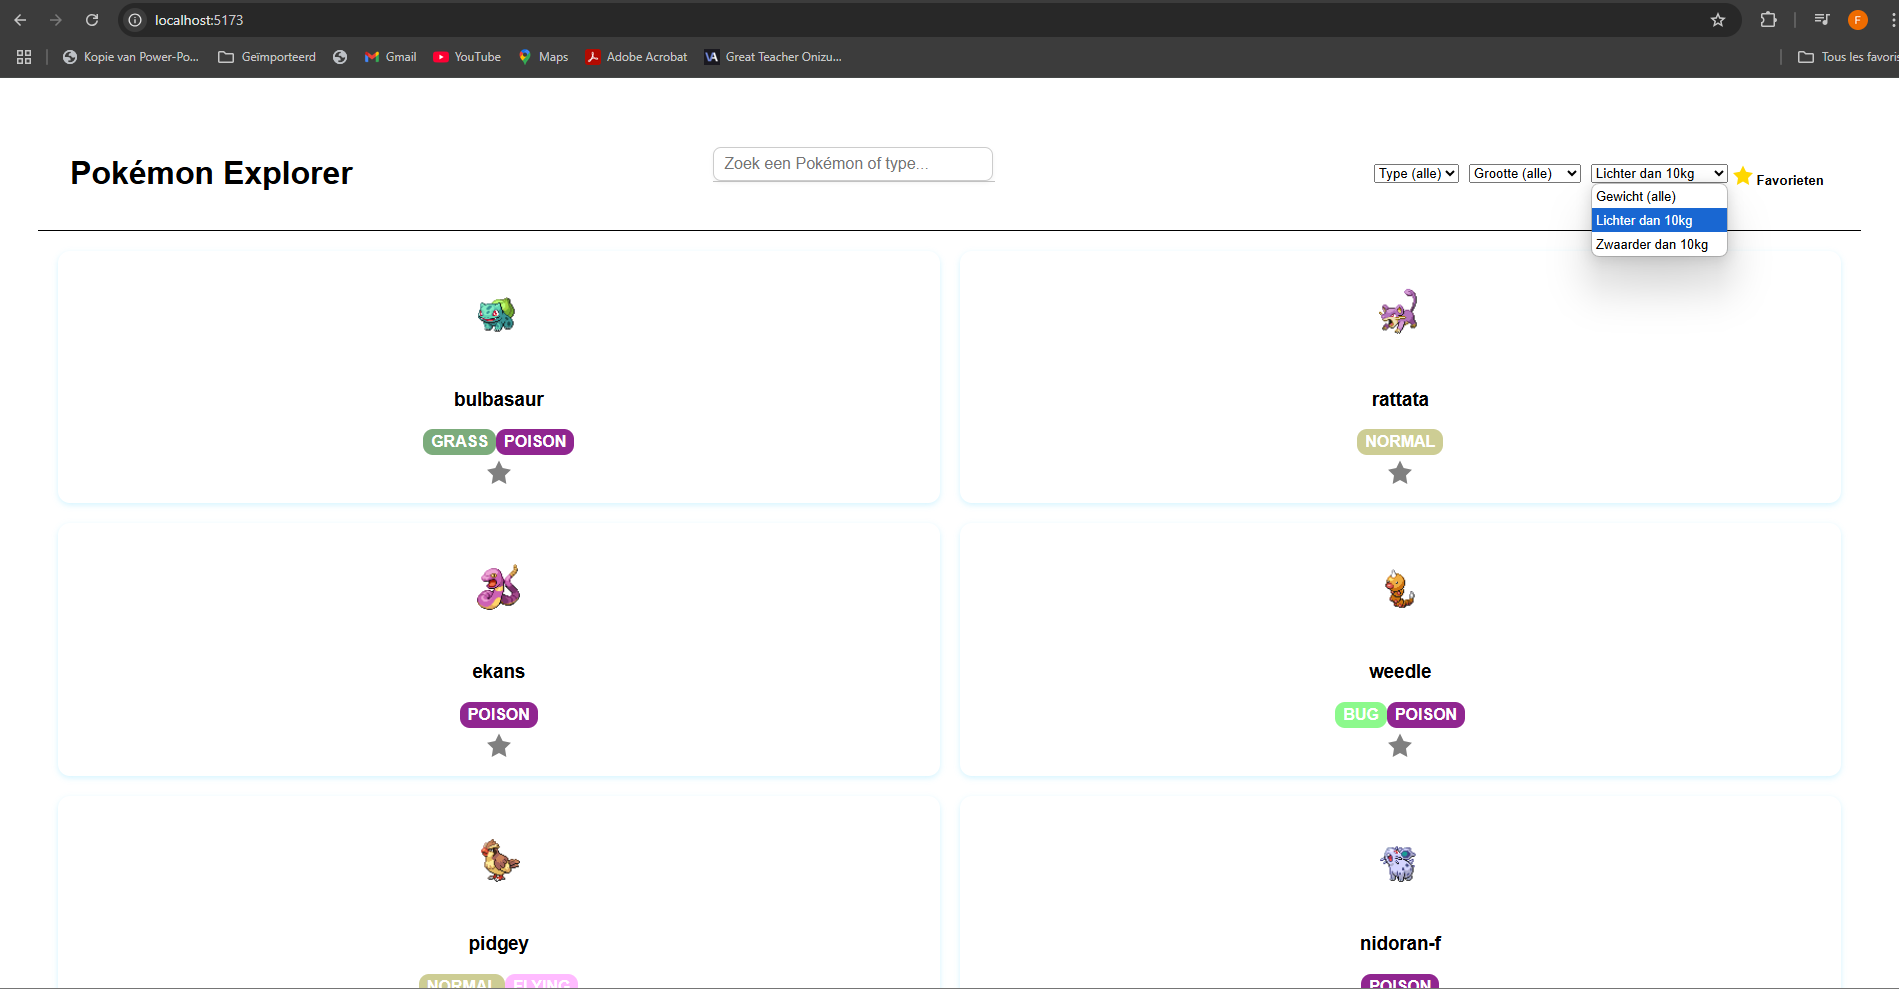 localhost:5173
Kopie van Power-Po... Geïmporteerd Gmail YouTube Maps Adobe Acrobat Great Teacher Onizu... Tous les favoris
Pokémon Explorer
Zoek een Pokémon of type...
Type (alle) Grootte (alle) Lichter dan 10kg Favorieten
Gewicht (alle)
Lichter dan 10kg
Zwaarder dan 10kg
bulbasaur
GRASS POISON
rattata
NORMAL
ekans
POISON
weedle
BUG POISON
pidgey
NORMAL FLYING
nidoran-f
POISON